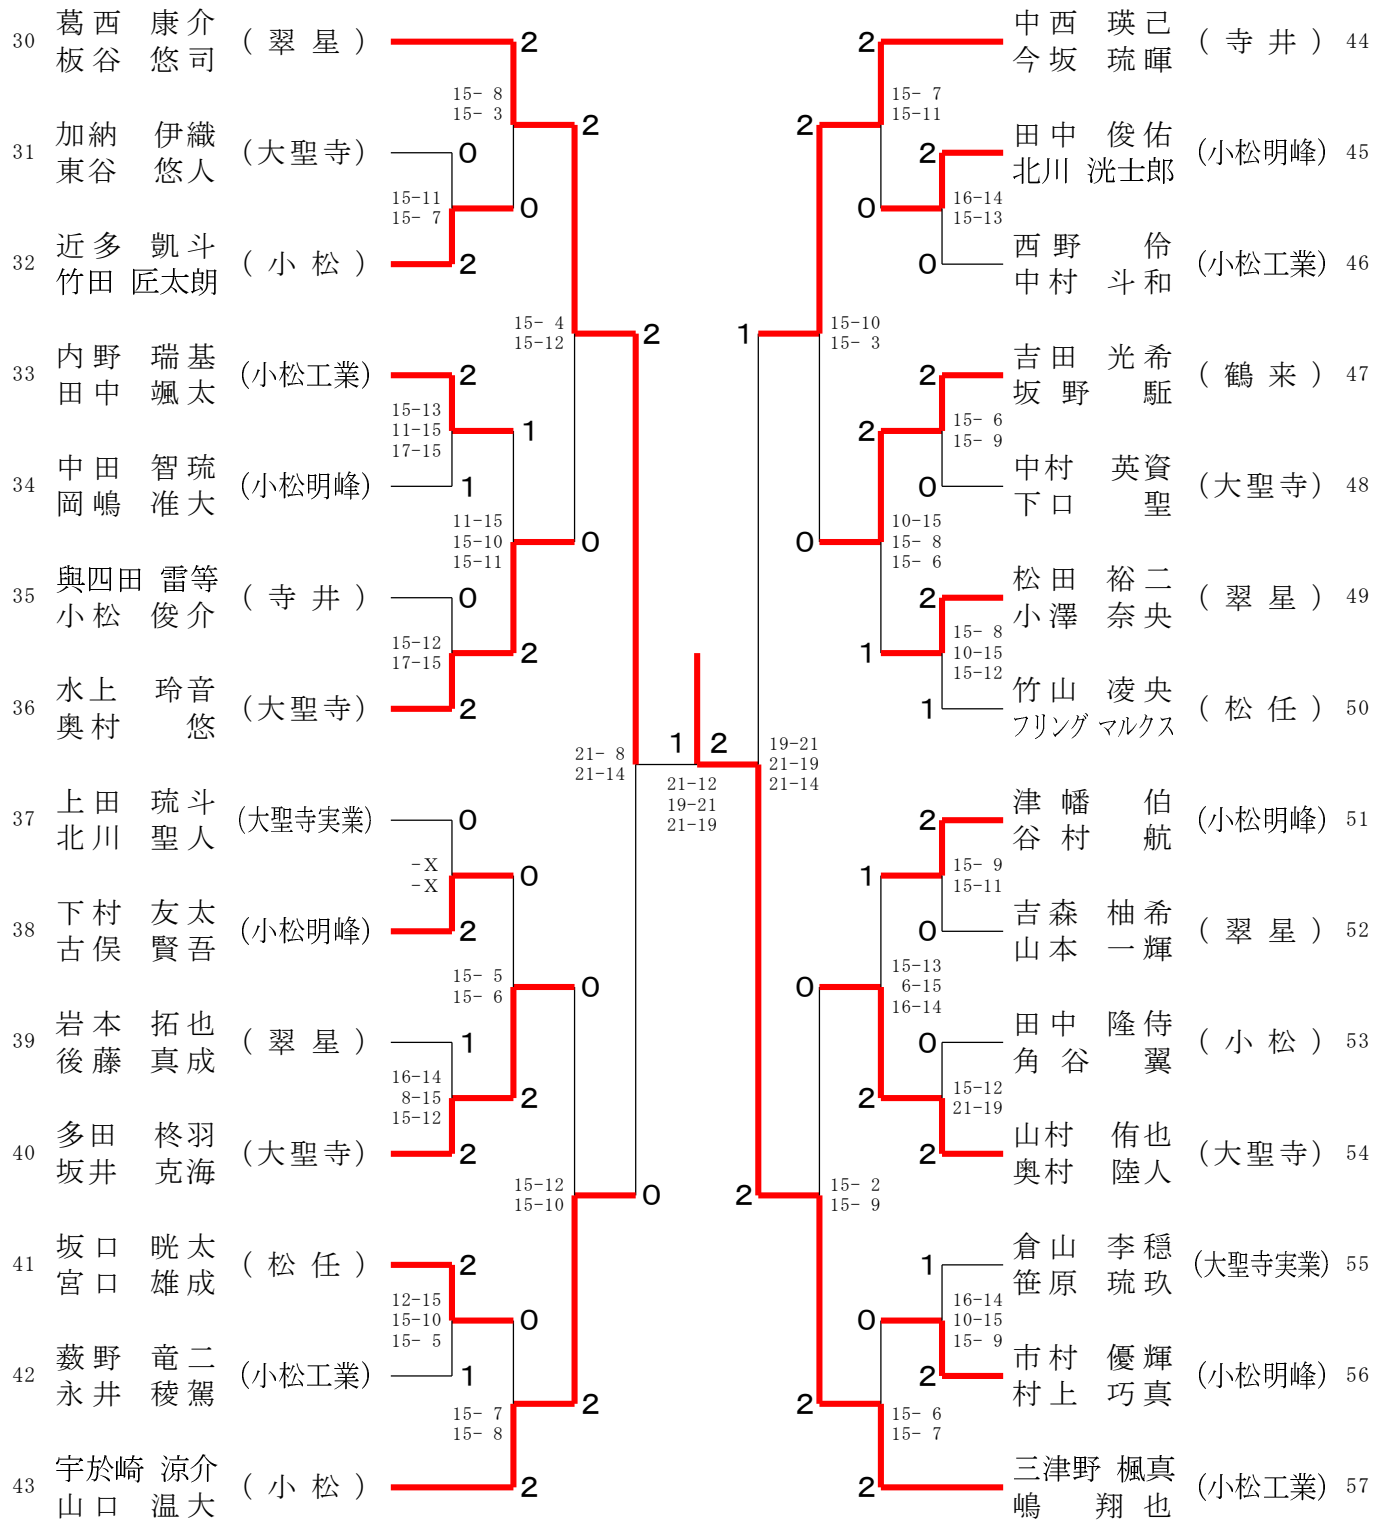 30 葛西 康介 (翠星) 2
板谷 悠司
15- 8
15- 3
2
31 加納 伊織 (大聖寺) 0
東谷 悠人
15-11
15- 7
0
32 近多 凱斗 (小松) 2
竹田 匠太朗
15- 4
15-12
2
33 内野 瑞基 (小松工業) 2
田中 颯太
15-13
11-15
17-15
1
34 中田 智琉 (小松明峰) 1
岡嶋 准大
11-15
15-10
15-11
0
35 與四田 雷等 (寺井) 0
小松 俊介
15-12
17-15
2
36 水上 玲音 (大聖寺) 2
奥村 悠
21- 8
21-14
37 上田 琉斗 (大聖寺実業) 0
北川 聖人
-X
-X
0
38 下村 友太 (小松明峰) 2
古俣 賢吾
15- 5
15- 6
0
39 岩本 拓也 (翠星) 1
後藤 真成
16-14
8-15
15-12
2
40 多田 柊羽 (大聖寺) 2
坂井 克海
15-12
15-10
0
41 坂口 晄太 (松任) 2
宮口 雄成
12-15
15-10
15- 5
0
42 薮野 竜二 (小松工業) 1
永井 稜駕
15- 7
15- 8
2
43 宇於崎 涼介 (小松) 2
山口 温大
1 2
21-12
19-21
21-19
2 中西 瑛己 (寺井) 44
今坂 琉暉
15- 7
15-11
2
2 田中 俊佑 (小松明峰) 45
北川 洸士郎
16-14
15-13
0
0 西野 伶 (小松工業) 46
中村 斗和
1
15-10
15- 3
2 吉田 光希 (鶴来) 47
坂野 駈
15- 6
15- 9
2
0 中村 英資 (大聖寺) 48
下口 聖
0
10-15
15- 8
15- 6
2 松田 裕二 (翠星) 49
小澤 奈央
15- 8
10-15
15-12
1
1 竹山 凌央 (松任) 50
フリング マルクス
19-21
21-19
21-14
2 津幡 伯 (小松明峰) 51
谷村 航
15- 9
15-11
1
0 吉森 柚希 (翠星) 52
山本 一輝
0
15-13
6-15
16-14
0 田中 隆侍 (小松) 53
角谷 翼
15-12
21-19
2
2 山村 侑也 (大聖寺) 54
奥村 陸人
2
15- 2
15- 9
1 倉山 李穏 (大聖寺実業) 55
笹原 琉玖
16-14
10-15
15- 9
0
2 市村 優輝 (小松明峰) 56
村上 巧真
2
15- 6
15- 7
2 三津野 楓真 (小松工業) 57
嶋 翔也